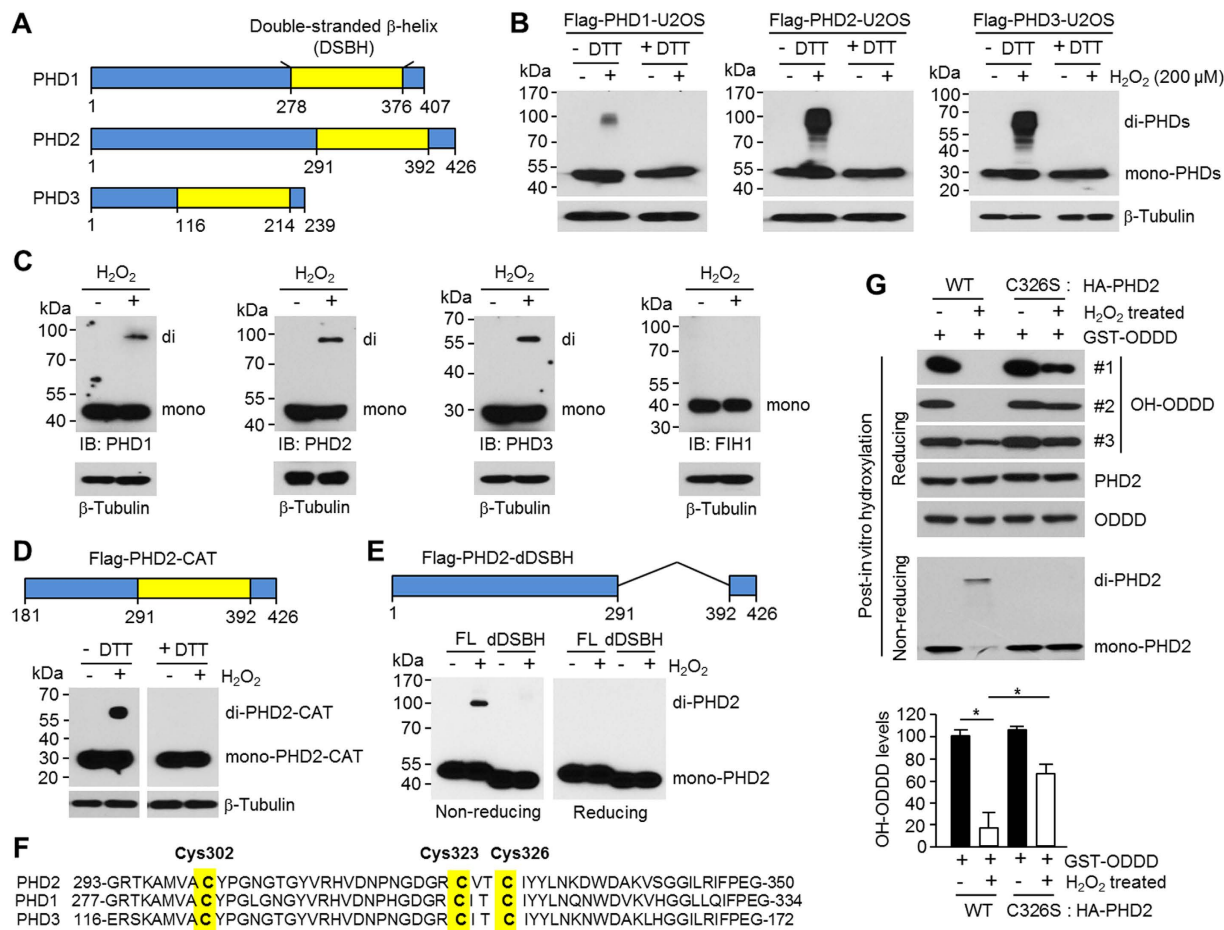 A
Double-stranded β-helix
(DSBH)
PHD1
1 278 376 407
PHD2
1 291 392 426
PHD3
1 116 214 239
B
Flag-PHD1-U2OS Flag-PHD2-U2OS Flag-PHD3-U2OS
- DTT + DTT - DTT + DTT - DTT + DTT
kDa - + - + kDa - + - + kDa - + - + H2O2 (200 µM)
170 170 100
130 130 70
100 100 55
70 70 40
55 55 30
40 40 20
di-PHDs
mono-PHDs
β-Tubulin
C
H2O2 H2O2 H2O2 H2O2
kDa - + kDa - + kDa - + kDa - +
100 70 55 40 di mono
100 70 55 40 di mono
70 55 40 30 di mono
130 100 70 55 40 30 mono
IB: PHD1 IB: PHD2 IB: PHD3 IB: FIH1
β-Tubulin β-Tubulin β-Tubulin β-Tubulin
D
Flag-PHD2-CAT
181 291 392 426
- DTT + DTT
kDa - + - + H2O2
70
55
40
30
20
di-PHD2-CAT
mono-PHD2-CAT
β-Tubulin
E
Flag-PHD2-dDSBH
1 291 392 426
FL dDSBH FL dDSBH
kDa - + - + - + - + H2O2
170
130
100
70
55
40
di-PHD2
mono-PHD2
Non-reducing Reducing
F
Cys302 Cys323 Cys326
PHD2 293-GRTKAMVA C YPGNGTGYVRHVDNPNGDGR C VT C IYYLNKDWDAKVSGGILRIFPEG-350
PHD1 277-GRTKAMVA C YPGLGNGYVRHVDNPHGDGR C IT C IYYLNQNWDVKVHGGLLQIFPEG-334
PHD3 116-ERSKAMVA C YPGNGTGYVRHVDNPNGDGR C IT C IYYLNKNWDAKLHGGILRIFPEG-172
G
WT C326S : HA-PHD2
- + - + H2O2 treated
+ + + + GST-ODDD
Post-in vitro hydroxylation
Reducing
#1
#2
#3
OH-ODDD
PHD2
ODDD
Non-reducing
di-PHD2
mono-PHD2
OH-ODDD levels
120
100
80
60
40
20
0
* *
+ + + + GST-ODDD
- + - + H2O2 treated
WT C326S : HA-PHD2